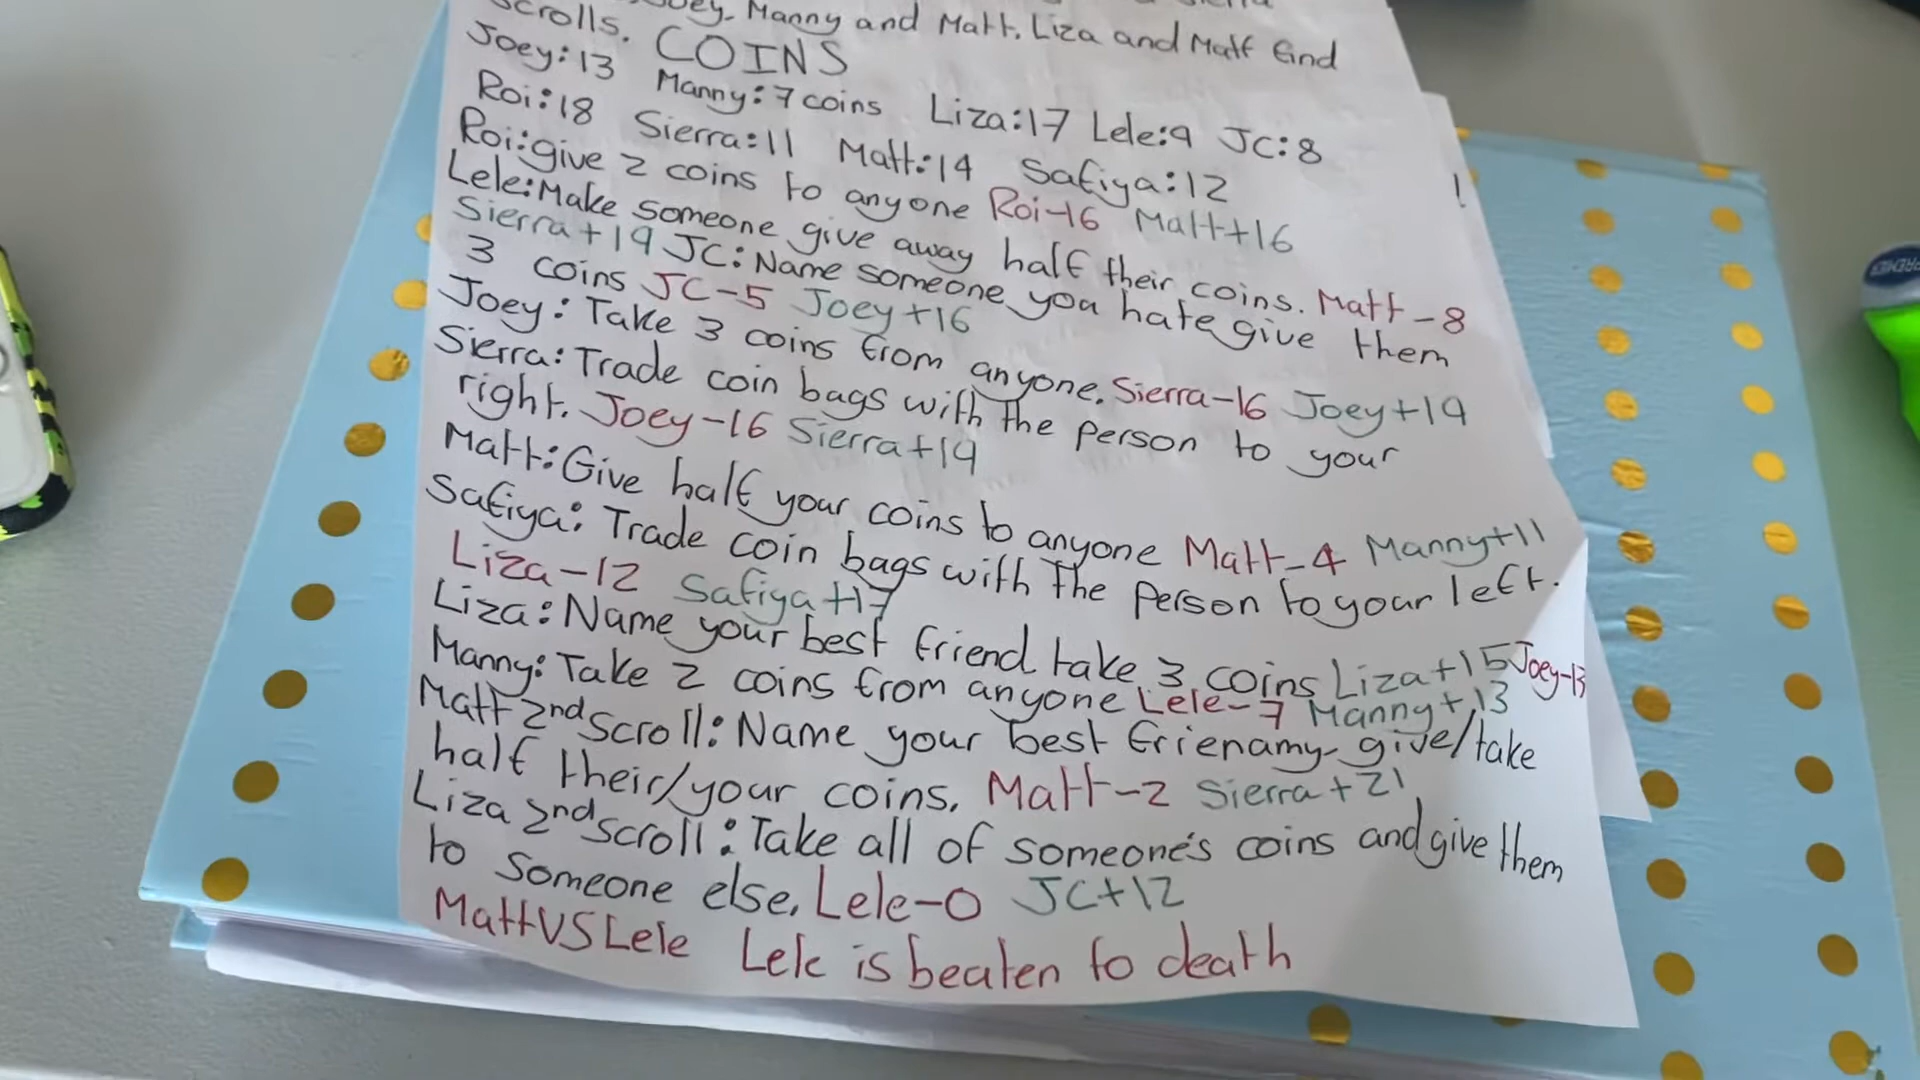 scrolls. Joey, Manny and Matt. Liza and Matt find
COINS
Joey:13 Manny:7 coins Liza:17 Lele:9 JC:8
Roi:18 Sierra:11 Matt:14 Safiya:12
Roi:give 2 coins to anyone Roi-16 Matt+16
Lele:Make someone give away half their coins. Matt-8
Sierra+19 JC:Name someone you hate give them
3 coins JC-5 Joey+16
Joey: Take 3 coins from anyone. Sierra-16 Joey+19
Sierra: Trade coin bags with the person to your
right. Joey-16 Sierra+19
Matt:Give half your coins to anyone Matt-4 Manny+11
Safiya: Trade coin bags with the person to your left.
Liza-12 Safiya+17
Liza:Name your best friend take 3 coins Liza+15 Joey-13
Manny:Take 2 coins from anyone Lele-7 Manny+13
Matt 2nd scroll:Name your best frienamy-give/take
half their/your coins. Matt-2 Sierra+21
Liza 2nd scroll:Take all of someone's coins and give them
to someone else. Lele-0 JC+12
Matt VS Lele Lele is beaten to death